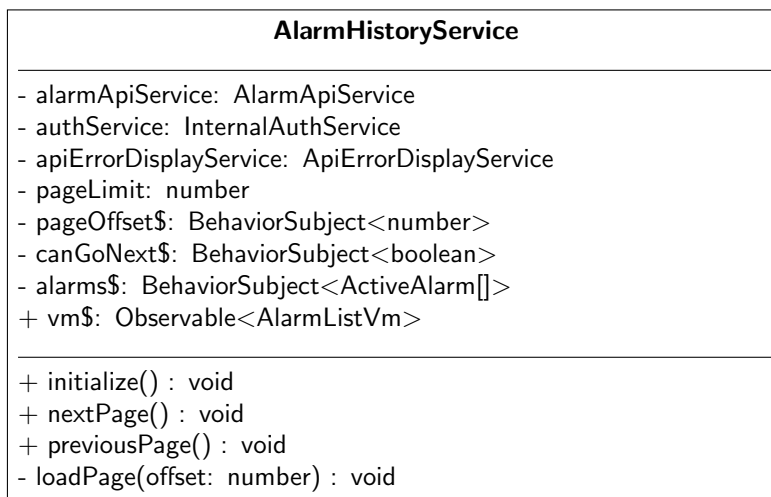 AlarmHistoryService
- alarmApiService: AlarmApiService
- authService: InternalAuthService
- apiErrorDisplayService: ApiErrorDisplayService
- pageLimit: number
- pageOffset$: BehaviorSubject<number>
- canGoNext$: BehaviorSubject<boolean>
- alarms$: BehaviorSubject<ActiveAlarm[]>
+ vm$: Observable<AlarmListVm>
+ initialize() : void
+ nextPage() : void
+ previousPage() : void
- loadPage(offset: number) : void